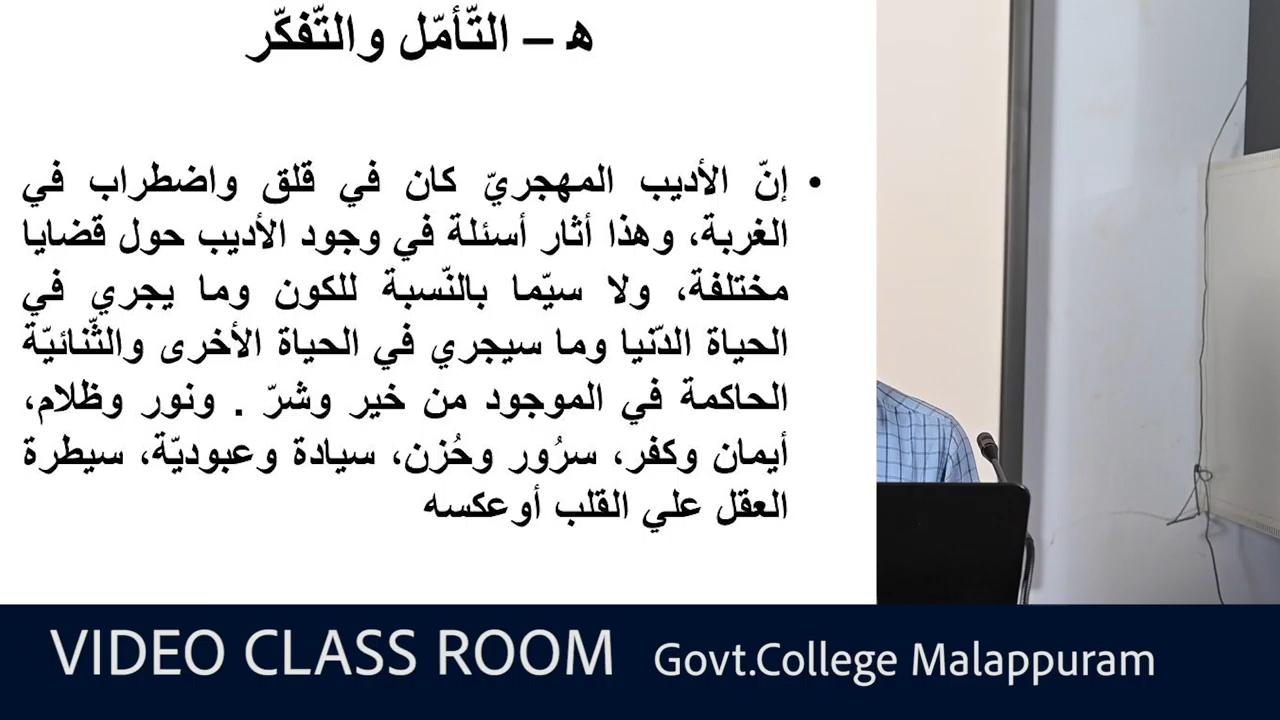 ه – التّأمّل والتّفكّر
• إنّ الأديب المهجريّ كان في قلق واضطراب في
الغربة، وهذا أثار أسئلة في وجود الأديب حول قضايا
مختلفة، ولا سيّما بالنّسبة للكون وما يجري في
الحياة الدّنيا وما سيجري في الحياة الأخرى والثّنائيّة
الحاكمة في الموجود من خير وشرّ . ونور وظلام،
أيمان وكفر، سرُور وحُزن، سيادة وعبوديّة، سيطرة
العقل علي القلب أوعكسه
VIDEO CLASS ROOM Govt.College Malappuram